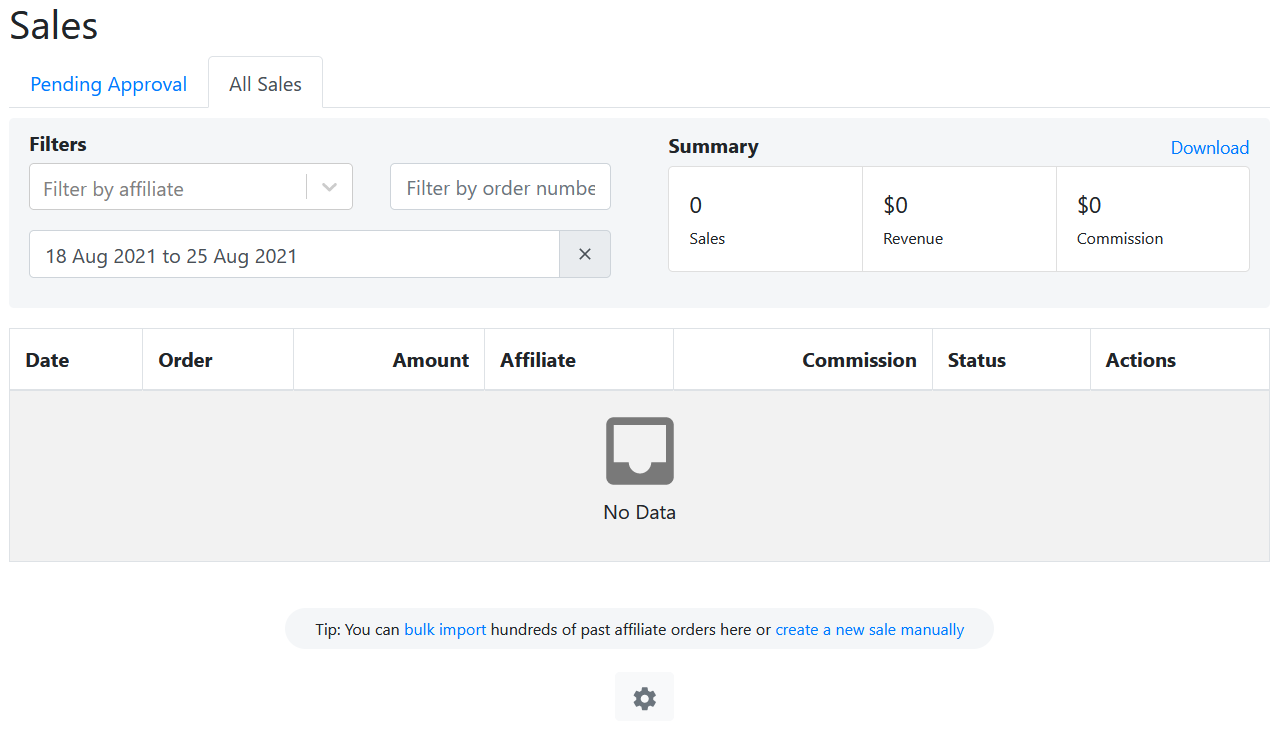 Sales
Pending Approval
All Sales
Filters
Filter by affiliate
Filter by order numbe
18 Aug 2021 to 25 Aug 2021
Summary
Download
0
Sales
$0
Revenue
$0
Commission
Date Order Amount Affiliate Commission Status Actions
No Data
Tip: You can bulk import hundreds of past affiliate orders here or create a new sale manually